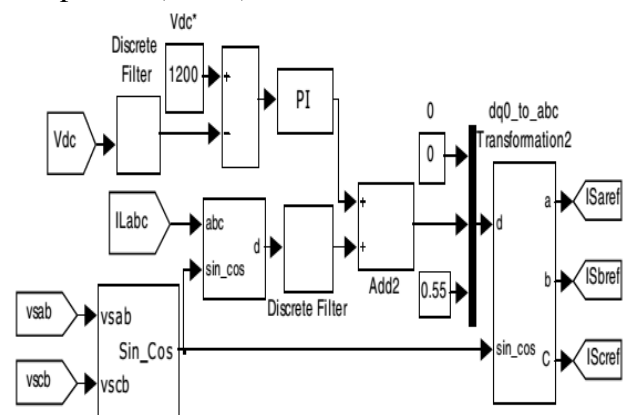 Vdc*
Discrete
Filter
1200
+
-
PI
Vdc
0
0
dq0_to_abc
Transformation2
ILabc
abc
sin_cos
d
Discrete Filter
+
+
Add2
0.55
d
sin_cos
a
b
C
ISaref
ISbref
IScref
vsab
vscb
vsab
vscb
Sin_Cos